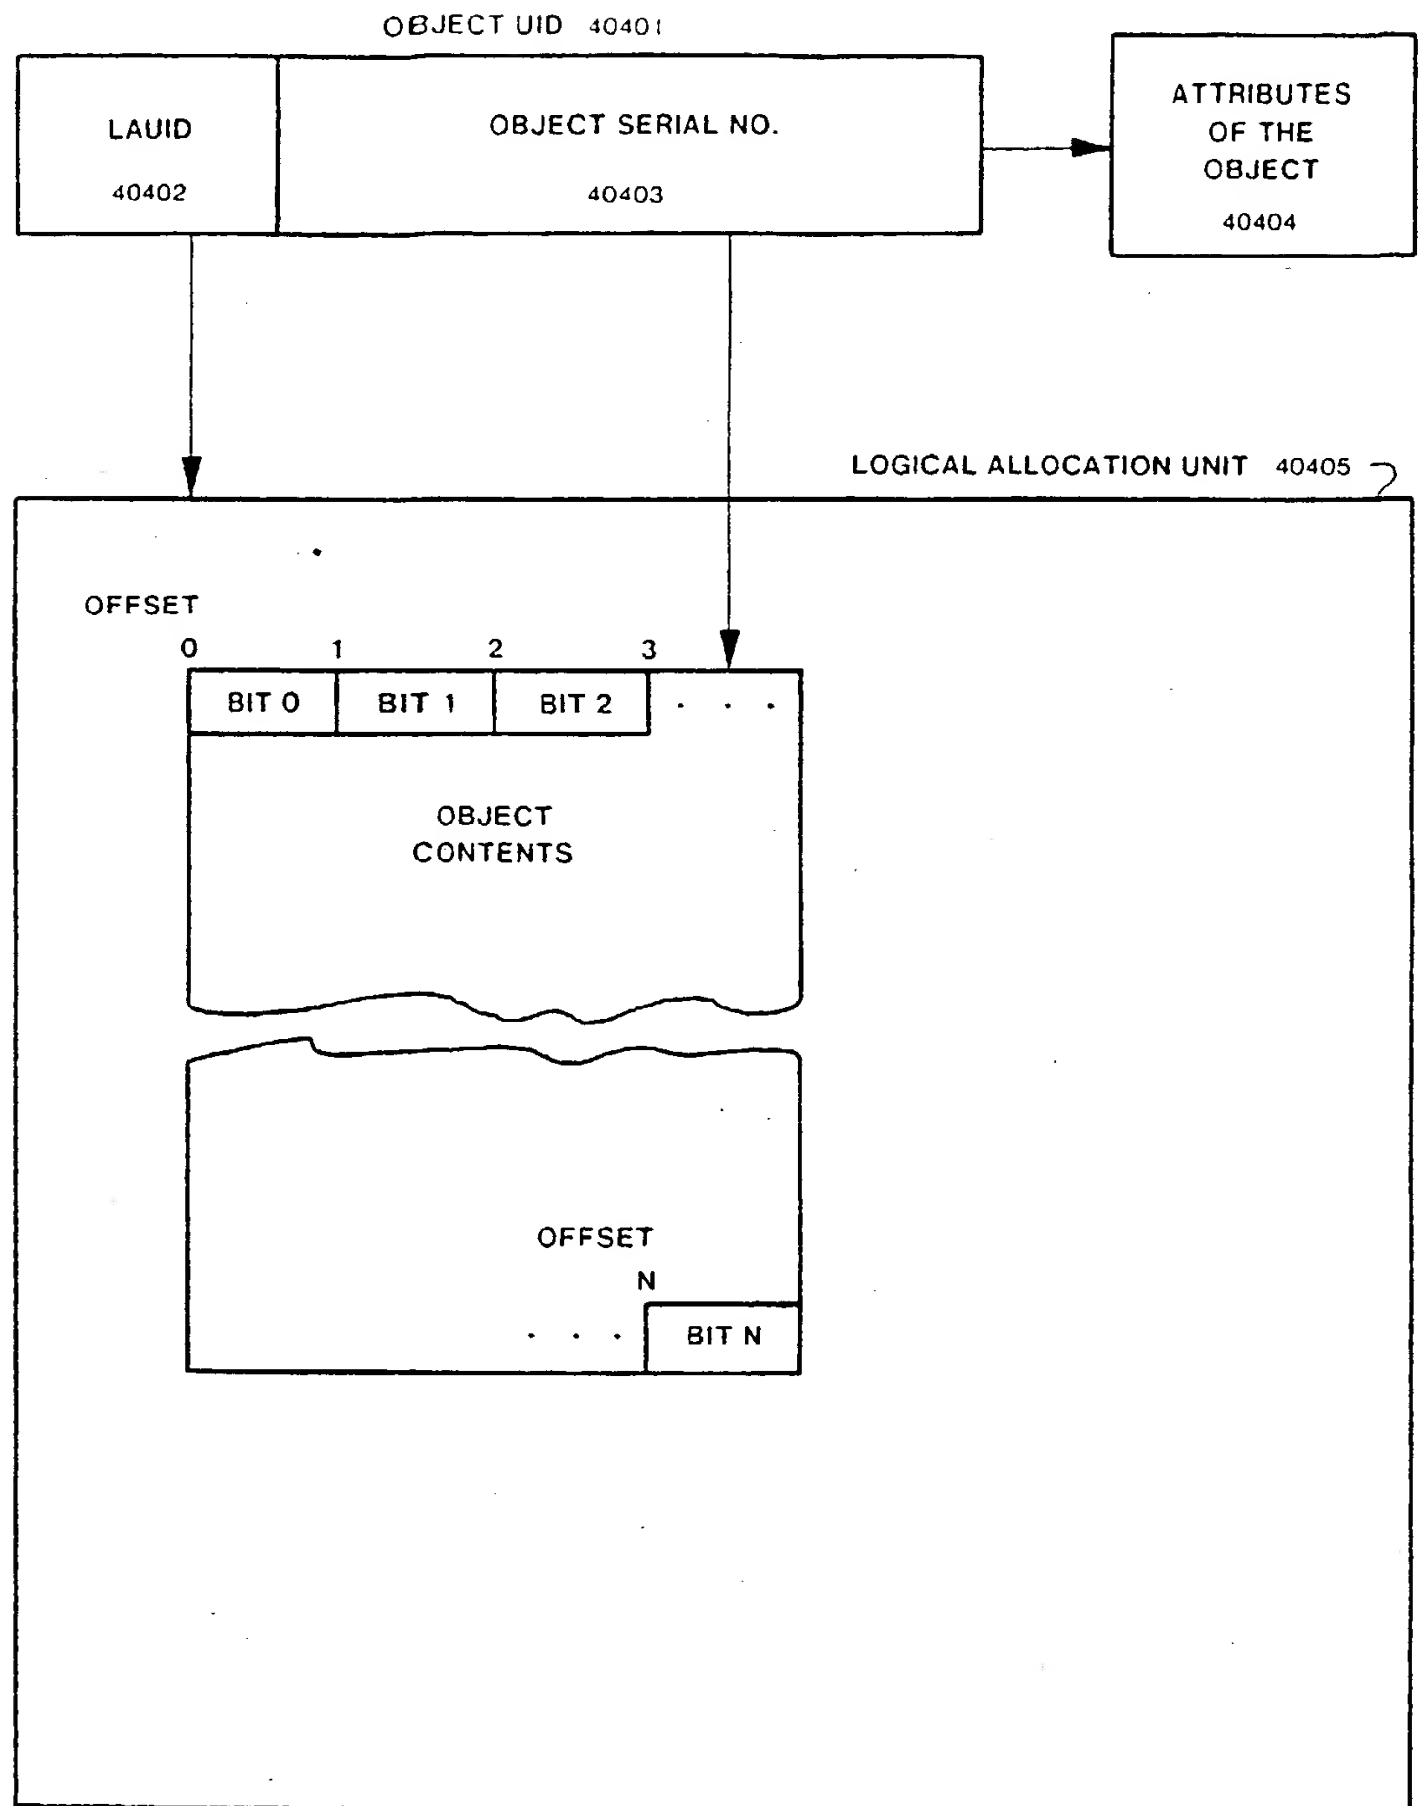 OBJECT UID 40401
LAUID
40402
OBJECT SERIAL NO.
40403
ATTRIBUTES
OF THE
OBJECT
40404
LOGICAL ALLOCATION UNIT 40405
OFFSET
0 1 2 3
BIT 0 BIT 1 BIT 2 . . .
OBJECT
CONTENTS
OFFSET
N
. . . BIT N